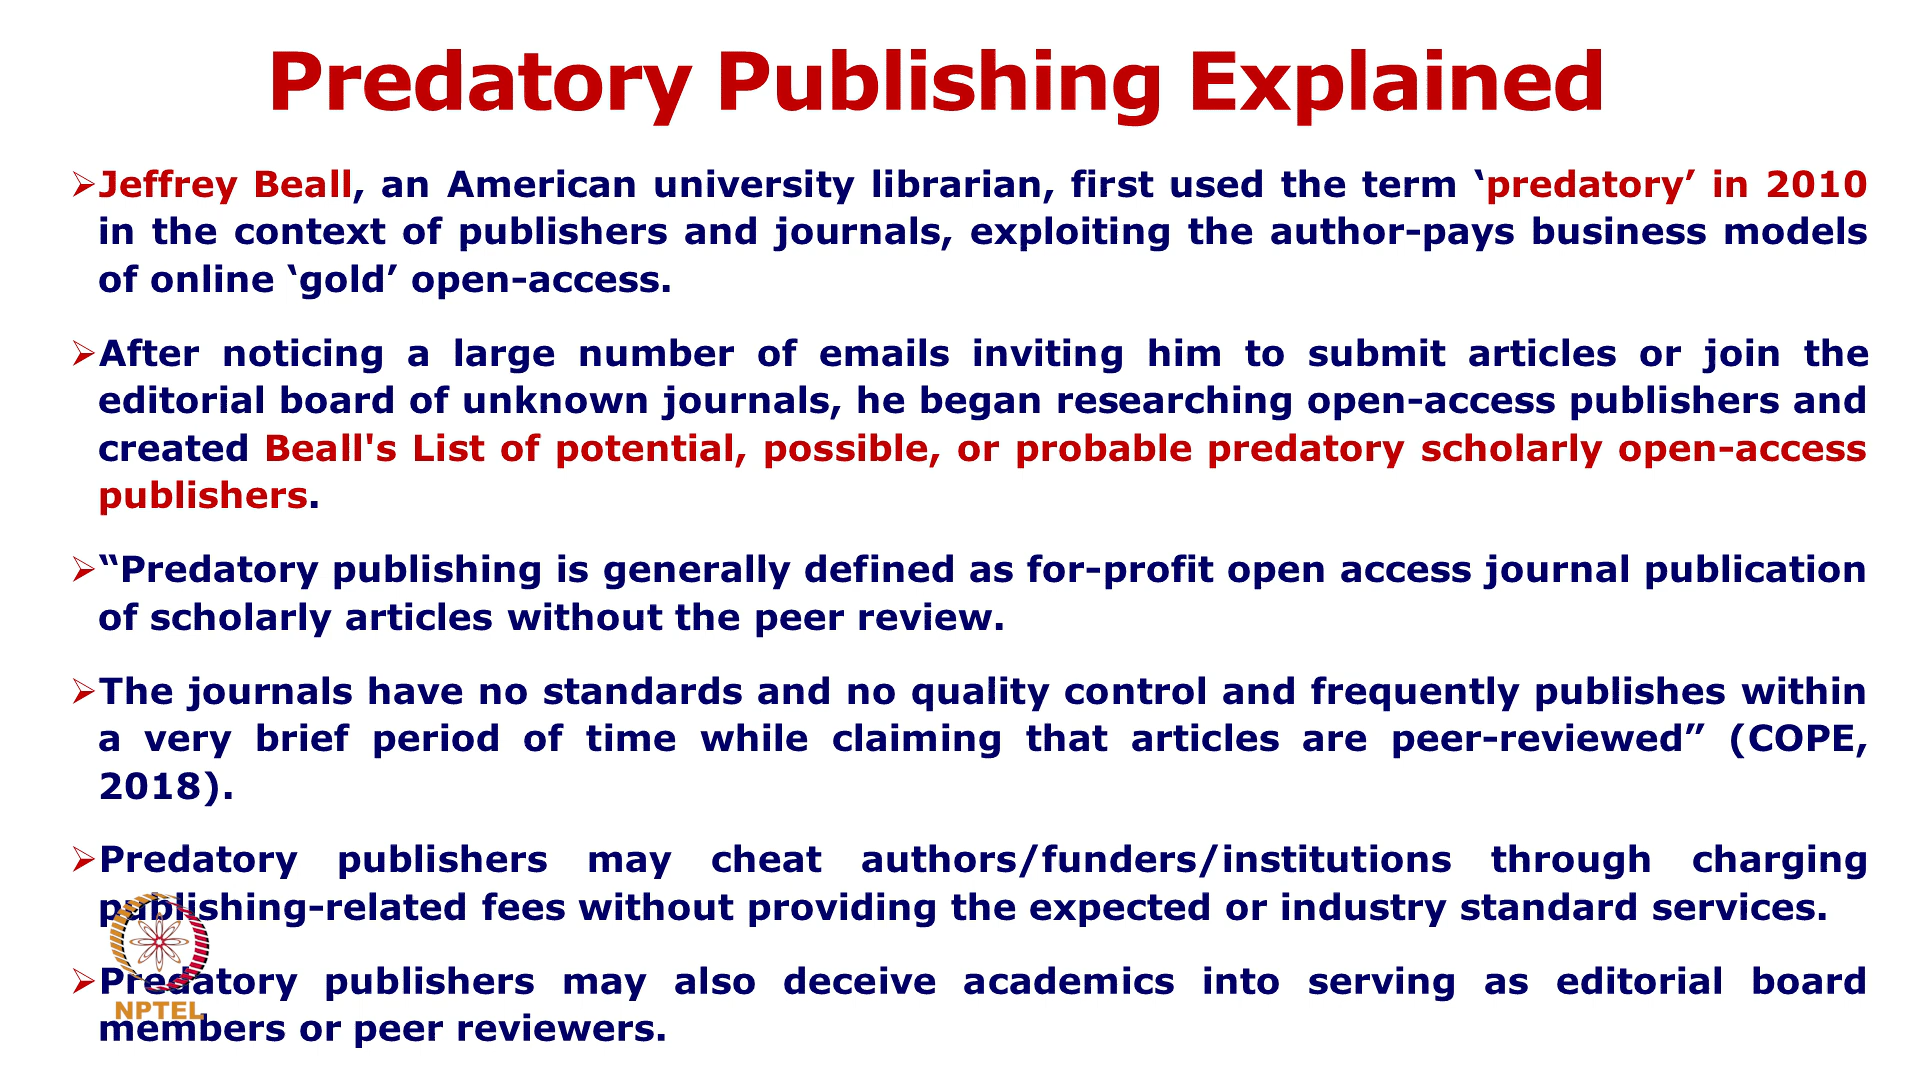 Predatory Publishing Explained
➢Jeffrey Beall, an American university librarian, first used the term ‘predatory’ in 2010
in the context of publishers and journals, exploiting the author-pays business models
of online ‘gold’ open-access.
➢After noticing a large number of emails inviting him to submit articles or join the
editorial board of unknown journals, he began researching open-access publishers and
created Beall's List of potential, possible, or probable predatory scholarly open-access
publishers.
➢“Predatory publishing is generally defined as for-profit open access journal publication
of scholarly articles without the peer review.
➢The journals have no standards and no quality control and frequently publishes within
a very brief period of time while claiming that articles are peer-reviewed” (COPE,
2018).
➢Predatory publishers may cheat authors/funders/institutions through charging
publishing-related fees without providing the expected or industry standard services.
➢Predatory publishers may also deceive academics into serving as editorial board
NPTEL
members or peer reviewers.